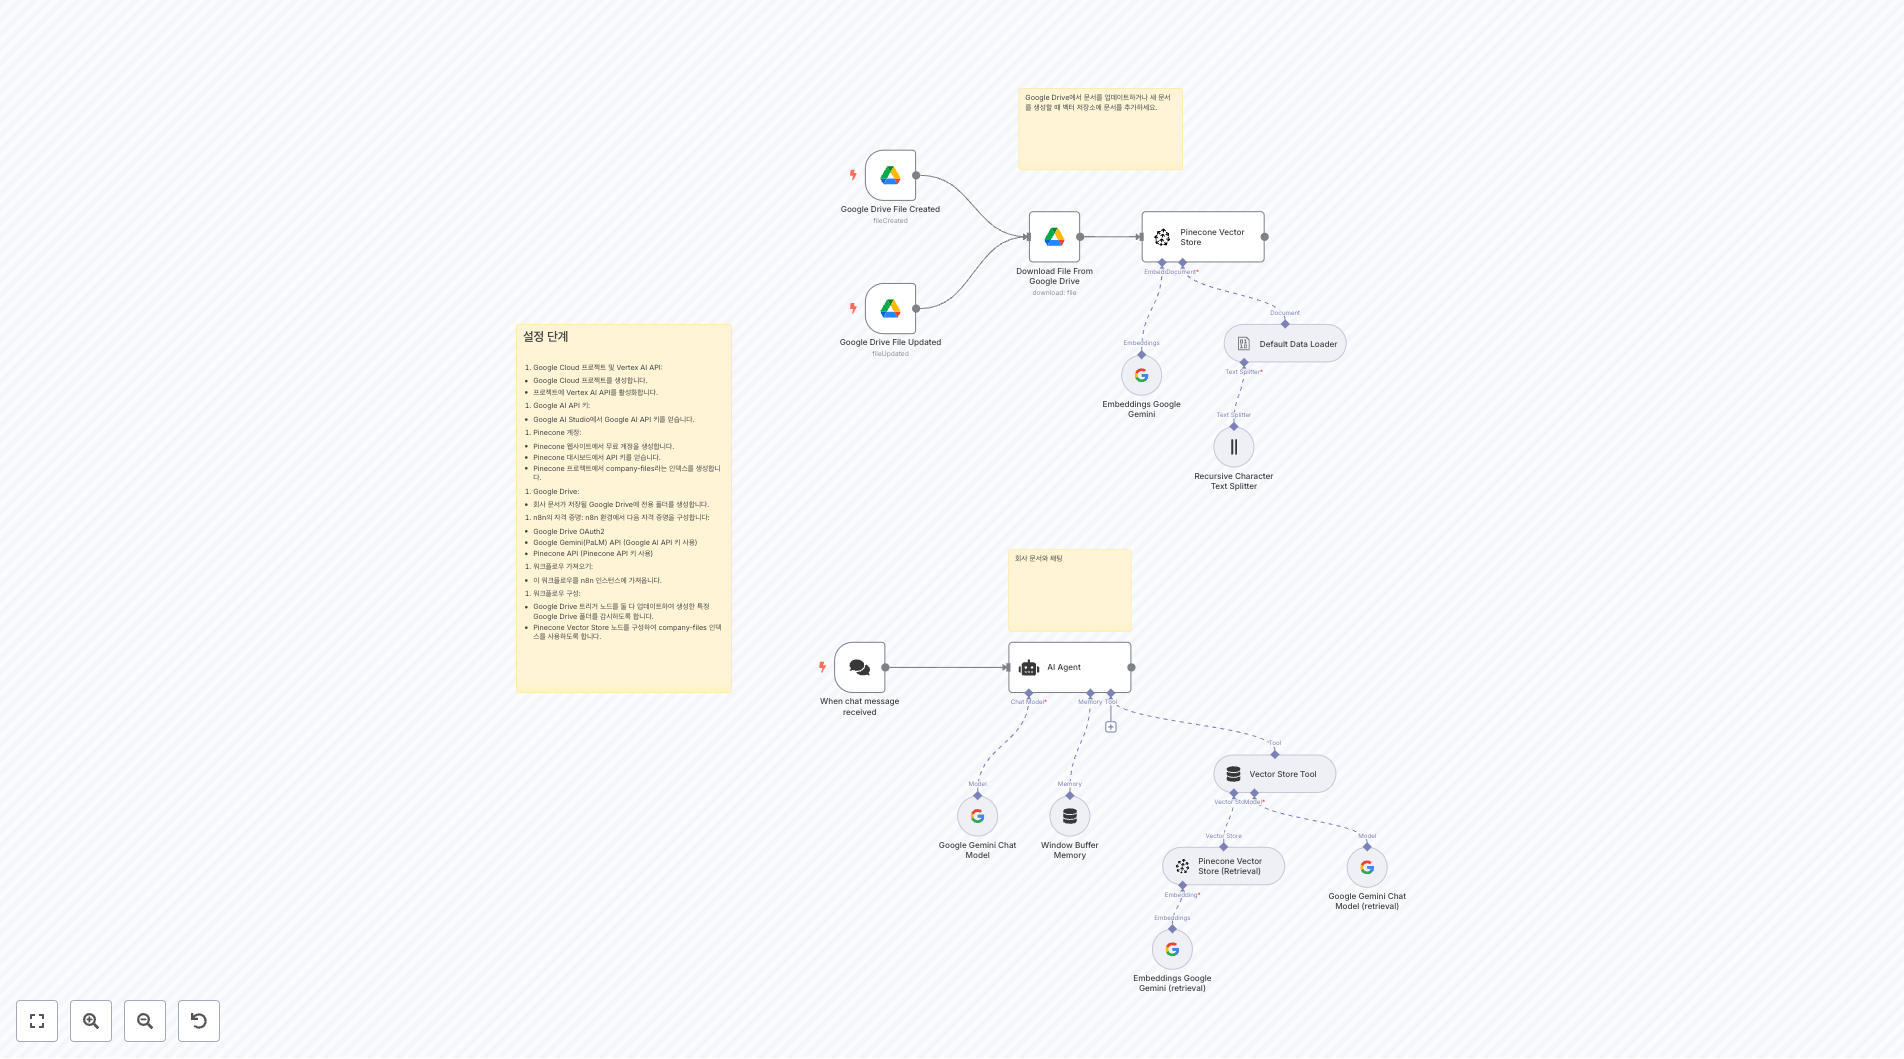 Google Drive에서 문서를 업데이트하거나 새 문서
를 생성할 때 벡터 저장소에 문서를 추가하세요.
Google Drive File Created
fileCreated
Download File From
Google Drive
download: file
Pinecone Vector
Store
Embed
Document*
Google Drive File Updated
fileUpdated
Embeddings
Embeddings Google
Gemini
Document
Default Data Loader
Text Splitter*
Text Splitter
Recursive Character
Text Splitter
설정 단계
1. Google Cloud 프로젝트 및 Vertex AI API:
• Google Cloud 프로젝트를 생성합니다.
• 프로젝트에 Vertex AI API를 활성화합니다.
1. Google AI API 키:
• Google AI Studio에서 Google AI API 키를 얻습니다.
1. Pinecone 계정:
• Pinecone 웹사이트에서 무료 계정을 생성합니다.
• Pinecone 대시보드에서 API 키를 얻습니다.
• Pinecone 프로젝트에서 company-files라는 인덱스를 생성합니
다.
1. Google Drive:
• 회사 문서가 저장될 Google Drive에 전용 폴더를 생성합니다.
1. n8n의 자격 증명: n8n 환경에서 다음 자격 증명을 구성합니다:
• Google Drive OAuth2
• Google Gemini(PaLM) API (Google AI API 키 사용)
• Pinecone API (Pinecone API 키 사용)
1. 워크플로우 가져오기:
• 이 워크플로우를 n8n 인스턴스에 가져옵니다.
1. 워크플로우 구성:
• Google Drive 트리거 노드를 둘 다 업데이트하여 생성한 특정
Google Drive 폴더를 감시하도록 합니다.
• Pinecone Vector Store 노드를 구성하여 company-files 인덱
스를 사용하도록 합니다.
회사 문서와 채팅
When chat message
received
AI Agent
Chat Model*
Memory
Tool
Model
Google Gemini Chat
Model
Memory
Window Buffer
Memory
Tool
Vector Store Tool
Vector Sto
Model*
Vector Store
Pinecone Vector
Store (Retrieval)
Embedding*
Model
Google Gemini Chat
Model (retrieval)
Embeddings
Embeddings Google
Gemini (retrieval)